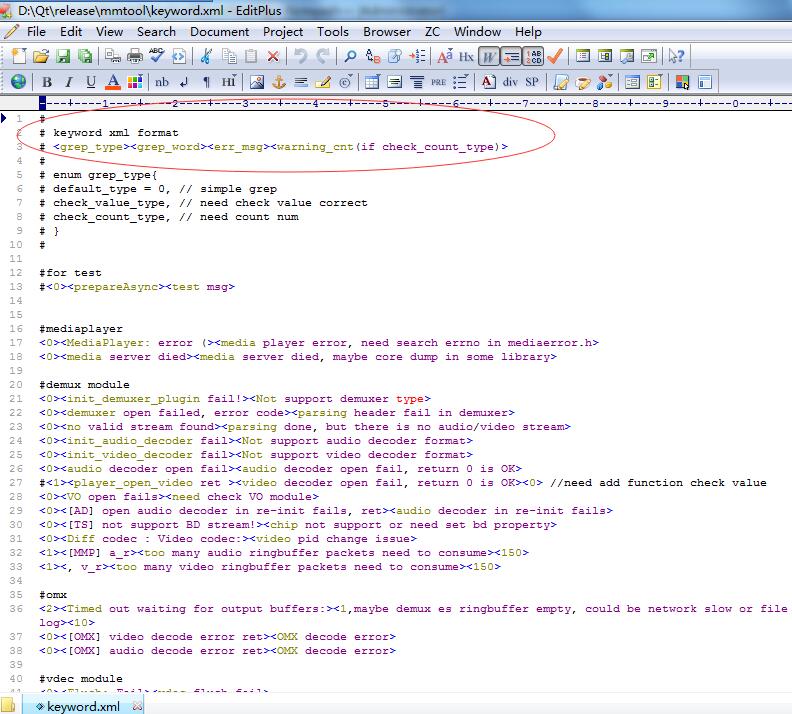 D:\Qt\release\mmtool\keyword.xml - EditPlus
File Edit View Search Document Project Tools Browser ZC Window Help
B I U A nb HI PRE A div SP
----+----1----+----2----+----3----+----4----+----5----+----6----+----7----+----8----+----9----+----0----+--
1 #
2 # keyword xml format
3 # <grep_type><grep_word><err_msg><warning_cnt(if check_count_type)>
4 #
5 # enum grep_type{
6 # default_type = 0, // simple grep
7 # check_value_type, // need check value correct
8 # check_count_type, // need count num
9 # }
10 #
11
12 #for test
13 #<0><prepareAsync><test msg>
14
15
16 #mediaplayer
17 <0><MediaPlayer: error (><media player error, need search errno in mediaerror.h>
18 <0><media server died><media server died, maybe core dump in some library>
19
20 #demux module
21 <0><init_demuxer_plugin fail!><Not support demuxer type>
22 <0><demuxer open failed, error code><parsing header fail in demuxer>
23 <0><no valid stream found><parsing done, but there is no audio/video stream>
24 <0><init_audio_decoder fail><Not support audio decoder format>
25 <0><init_video_decoder fail><Not support video decoder format>
26 <0><audio decoder open fail><audio decoder open fail, return 0 is OK>
27 #<1><player_open_video ret ><video decoder open fail, return 0 is OK><0> //need add function check value
28 <0><VO open fails><need check VO module>
29 <0><[AD] open audio decoder in re-init fails, ret><audio decoder in re-init fails>
30 <0><[TS] not support BD stream!><chip not support or need set bd property>
31 <0><Diff codec : Video codec:><video pid change issue>
32 <1><[MMP] a_r><too many audio ringbuffer packets need to consume><150>
33 <1><, v_r><too many video ringbuffer packets need to consume><150>
34
35 #omx
36 <2><Timed out waiting for output buffers:><1,maybe demux es ringbuffer empty, could be network slow or file
log><10>
37 <0><[OMX] video decode error ret><OMX decode error>
38 <0><[OMX] audio decode error ret><OMX decode error>
39
40 #vdec module
41 <0><Flush: Fail><vdec flush fail>
keyword.xml